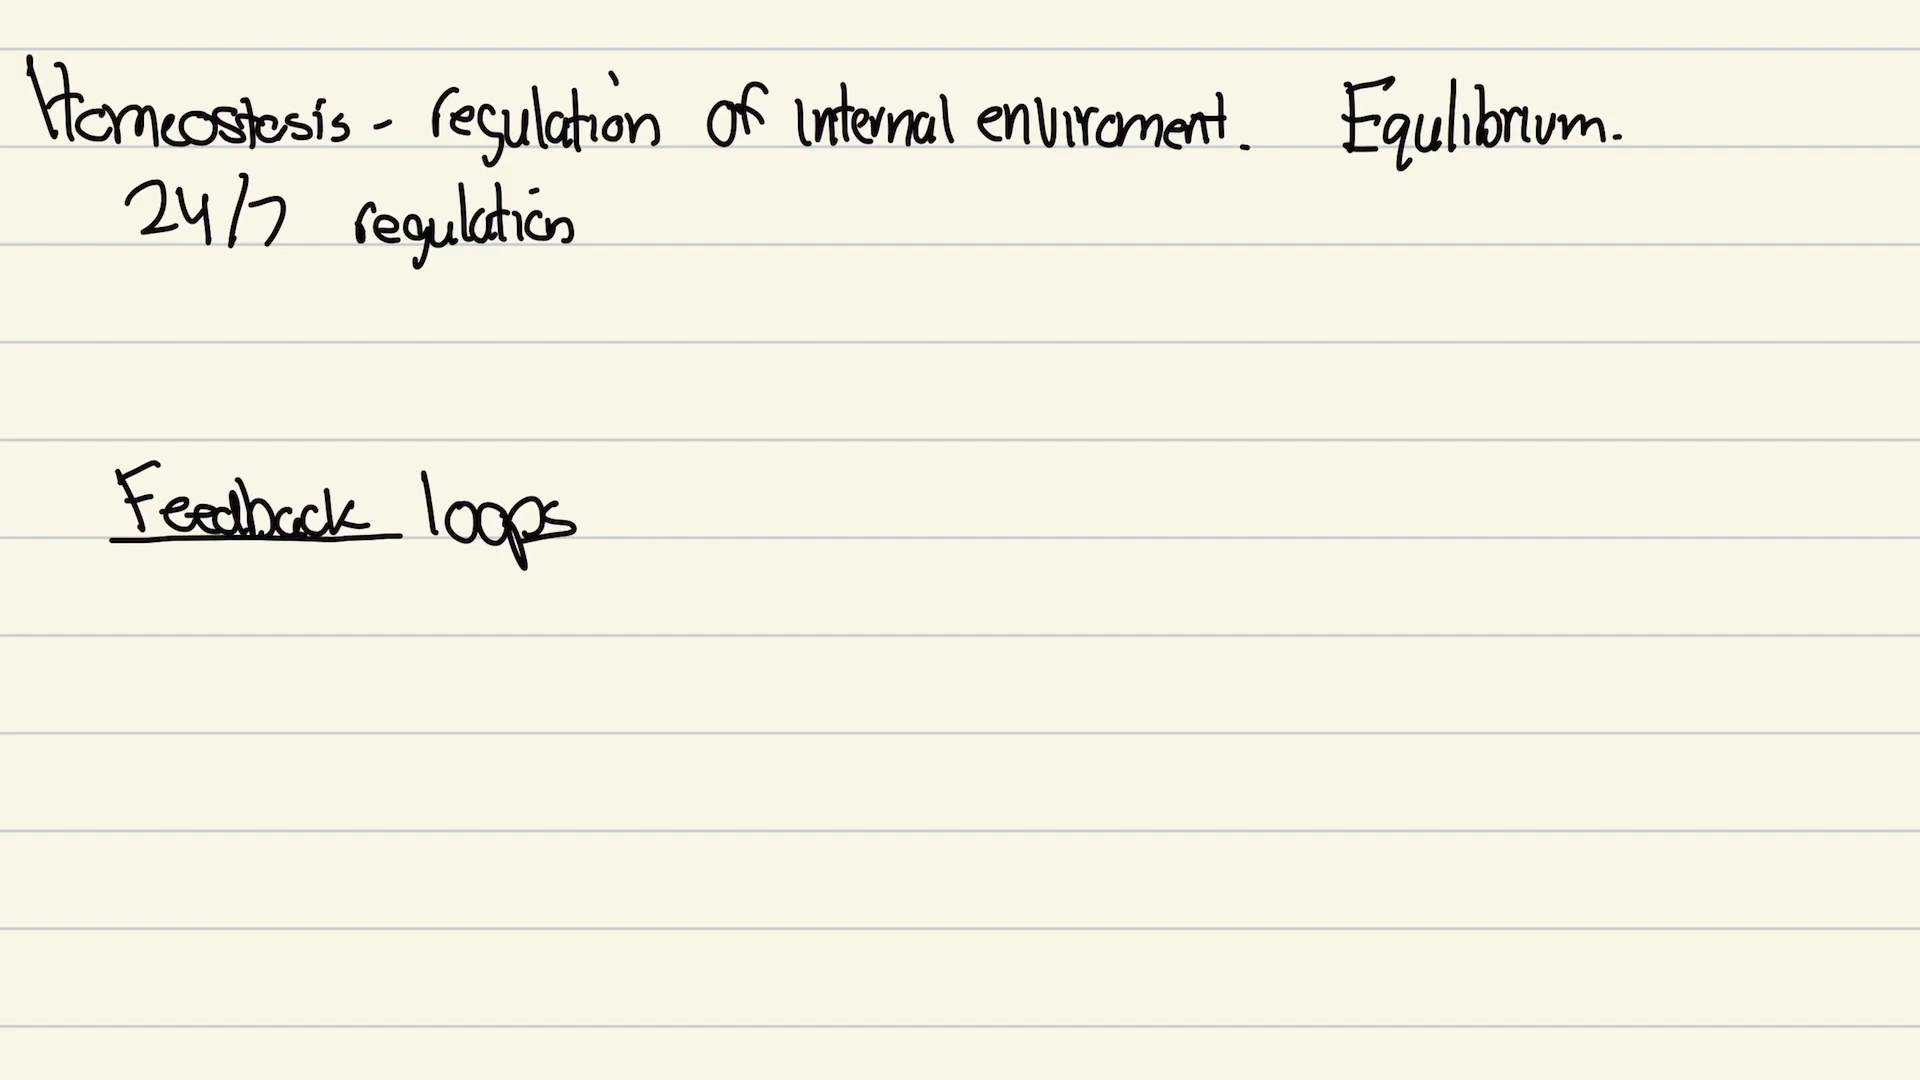 Homeostasis - regulation of internal enviroment. Equlibrium.
24/7 regulation
Feedback loops